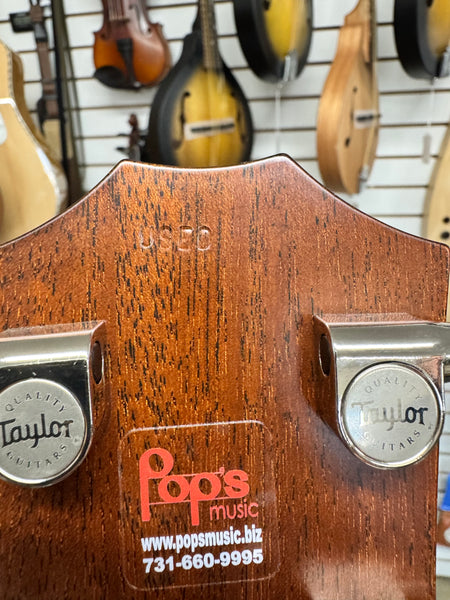 USED
QUALITY
Taylor
GUITARS
QUALITY
Taylor
GUITARS
Pop's
music
www.popsmusic.biz
731-660-9995